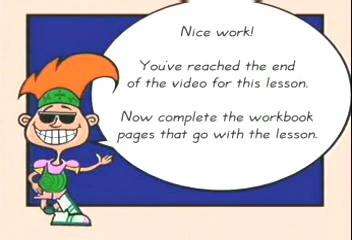 Nice work!
You've reached the end
of the video for this lesson.
Now complete the workbook
pages that go with the lesson.